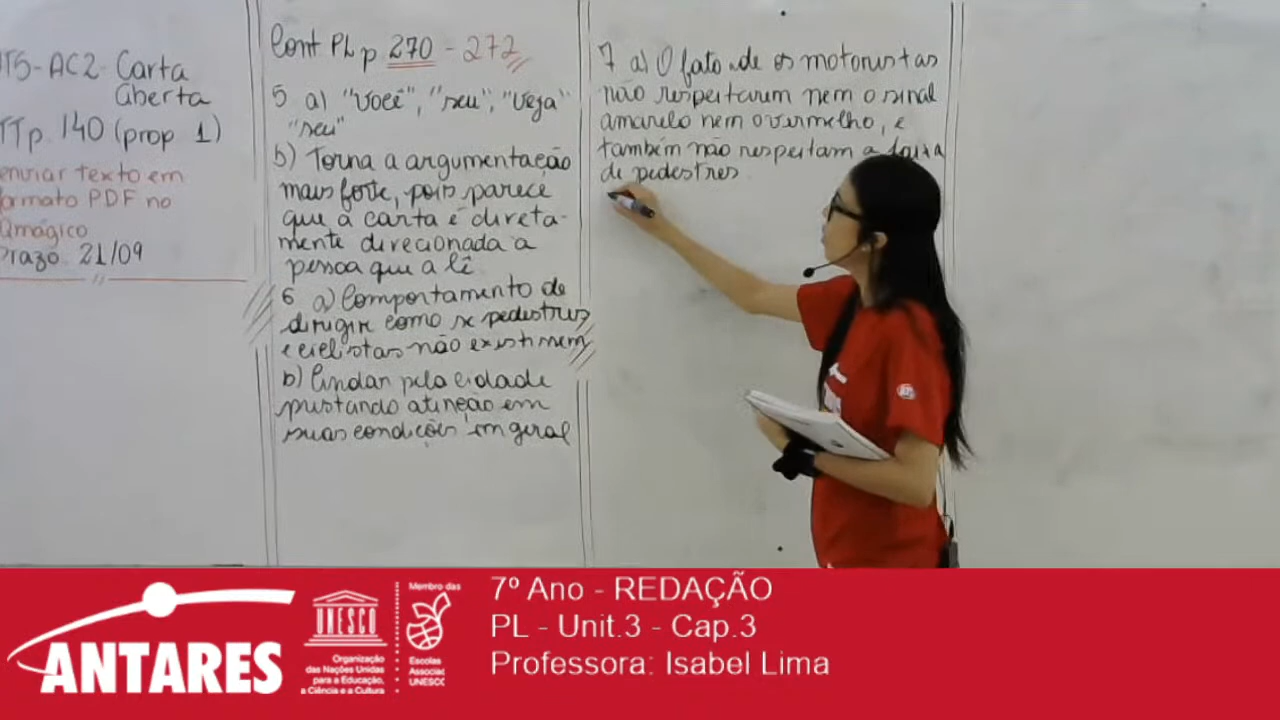 IT5-AC2- Carta
Aberta
TTp. 140 (prop 1)
enviar texto em
formato PDF no
Qmágico
Prazo. 21/09
Cont PL p 270 - 272
5 a) "Você", "seu", "Veja"
"seu"
b) Torna a argumentação
mais forte, pois parece
que a carta é direta-
mente direcionada a
pessoa que a lê
6 a) Comportamento de
dirigir como se pedestres
e ciclistas não existissem
b) Andar pela cidade
prestando atenção em
suas condições em geral
7 a) O fato de os motoristas
não respeitarem nem o sinal
amarelo nem o vermelho, e
também não respeitam a faixa
de pedestres.
ANTARES
UNESCO
Organização
das Nações Unidas
para a Educação,
a Ciência e a Cultura
Membro das
Escolas
Associad
UNESCO
7º Ano - REDAÇÃO
PL - Unit.3 - Cap.3
Professora: Isabel Lima